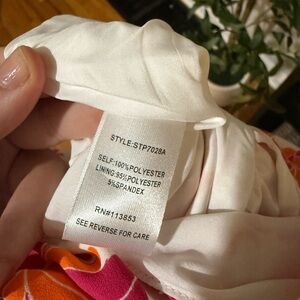 STYLE:STP7028A
SELF:100%POLYESTER
LINING:95%POLYESTER
5%SPANDEX
RN#113853
SEE REVERSE FOR CARE